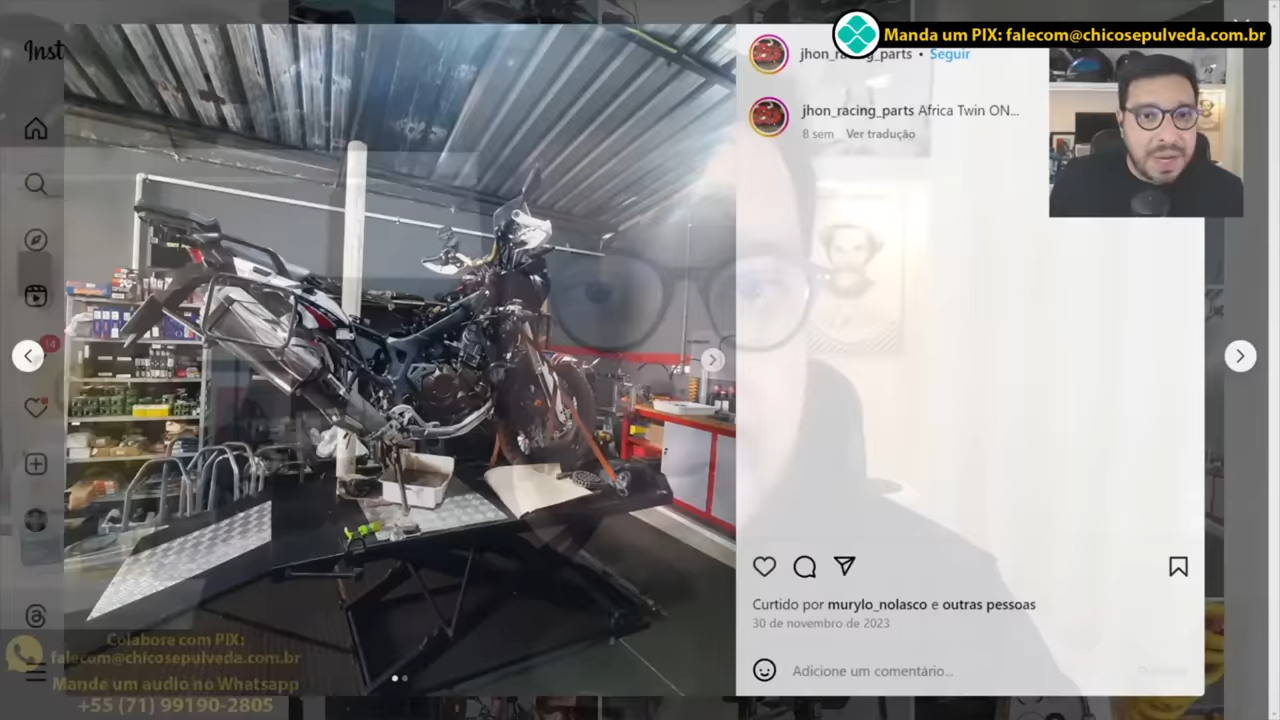 Inst
Manda um PIX: falecom@chicosepulveda.com.br
jhon_racing_parts • Seguir
jhon_racing_parts Africa Twin ON...
8 sem Ver tradução
14
Curtido por murylo_nolasco e outras pessoas
30 de novembro de 2023
Adicione um comentário...
Colabore com PIX:
falecom@chicosepulveda.com.br
Mande um audio no Whatsapp
+55 (71) 99190-2805